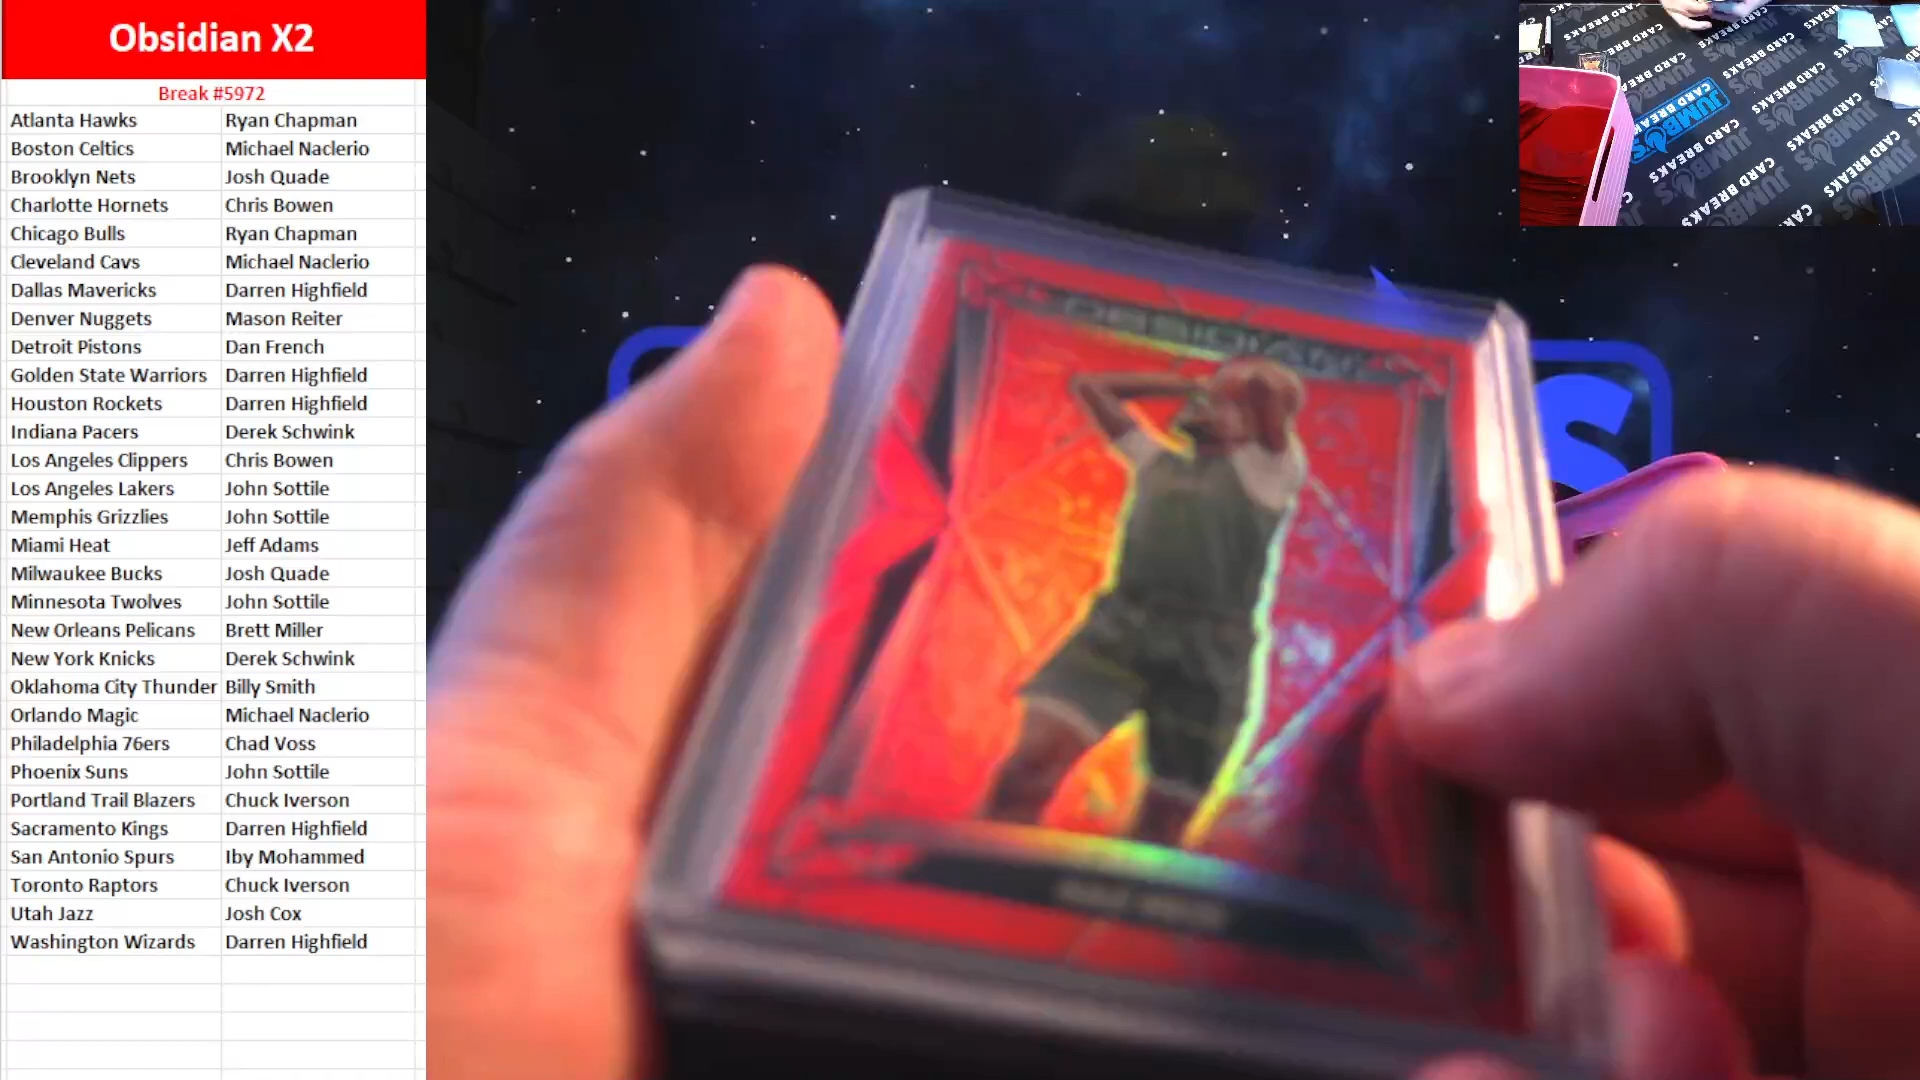 Obsidian X2
Break #5972
Atlanta Hawks Ryan Chapman
Boston Celtics Michael Naclerio
Brooklyn Nets Josh Quade
Charlotte Hornets Chris Bowen
Chicago Bulls Ryan Chapman
Cleveland Cavs Michael Naclerio
Dallas Mavericks Darren Highfield
Denver Nuggets Mason Reiter
Detroit Pistons Dan French
Golden State Warriors Darren Highfield
Houston Rockets Darren Highfield
Indiana Pacers Derek Schwink
Los Angeles Clippers Chris Bowen
Los Angeles Lakers John Sottile
Memphis Grizzlies John Sottile
Miami Heat Jeff Adams
Milwaukee Bucks Josh Quade
Minnesota Twolves John Sottile
New Orleans Pelicans Brett Miller
New York Knicks Derek Schwink
Oklahoma City Thunder Billy Smith
Orlando Magic Michael Naclerio
Philadelphia 76ers Chad Voss
Phoenix Suns John Sottile
Portland Trail Blazers Chuck Iverson
Sacramento Kings Darren Highfield
San Antonio Spurs Iby Mohammed
Toronto Raptors Chuck Iverson
Utah Jazz Josh Cox
Washington Wizards Darren Highfield
OBSIDIAN
JUMBO'S
CARD BREAKS